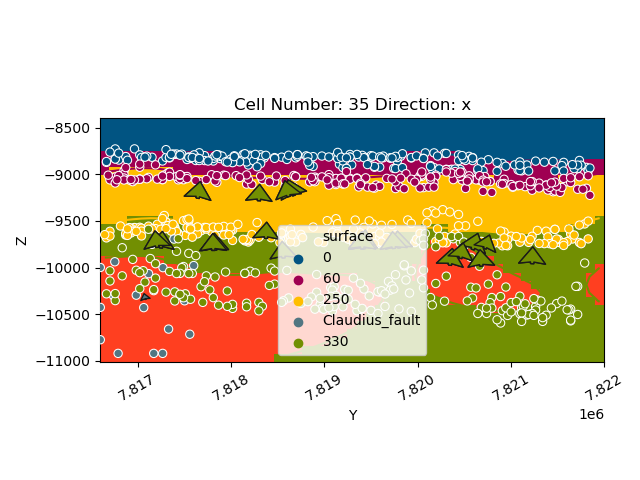 Cell Number: 35 Direction: x
−8500
−9000
−9500
−10000
−10500
−11000
Z
surface
0
60
250
Claudius_fault
330
7.817
7.818
7.819
7.820
7.821
7.822
1e6
Y